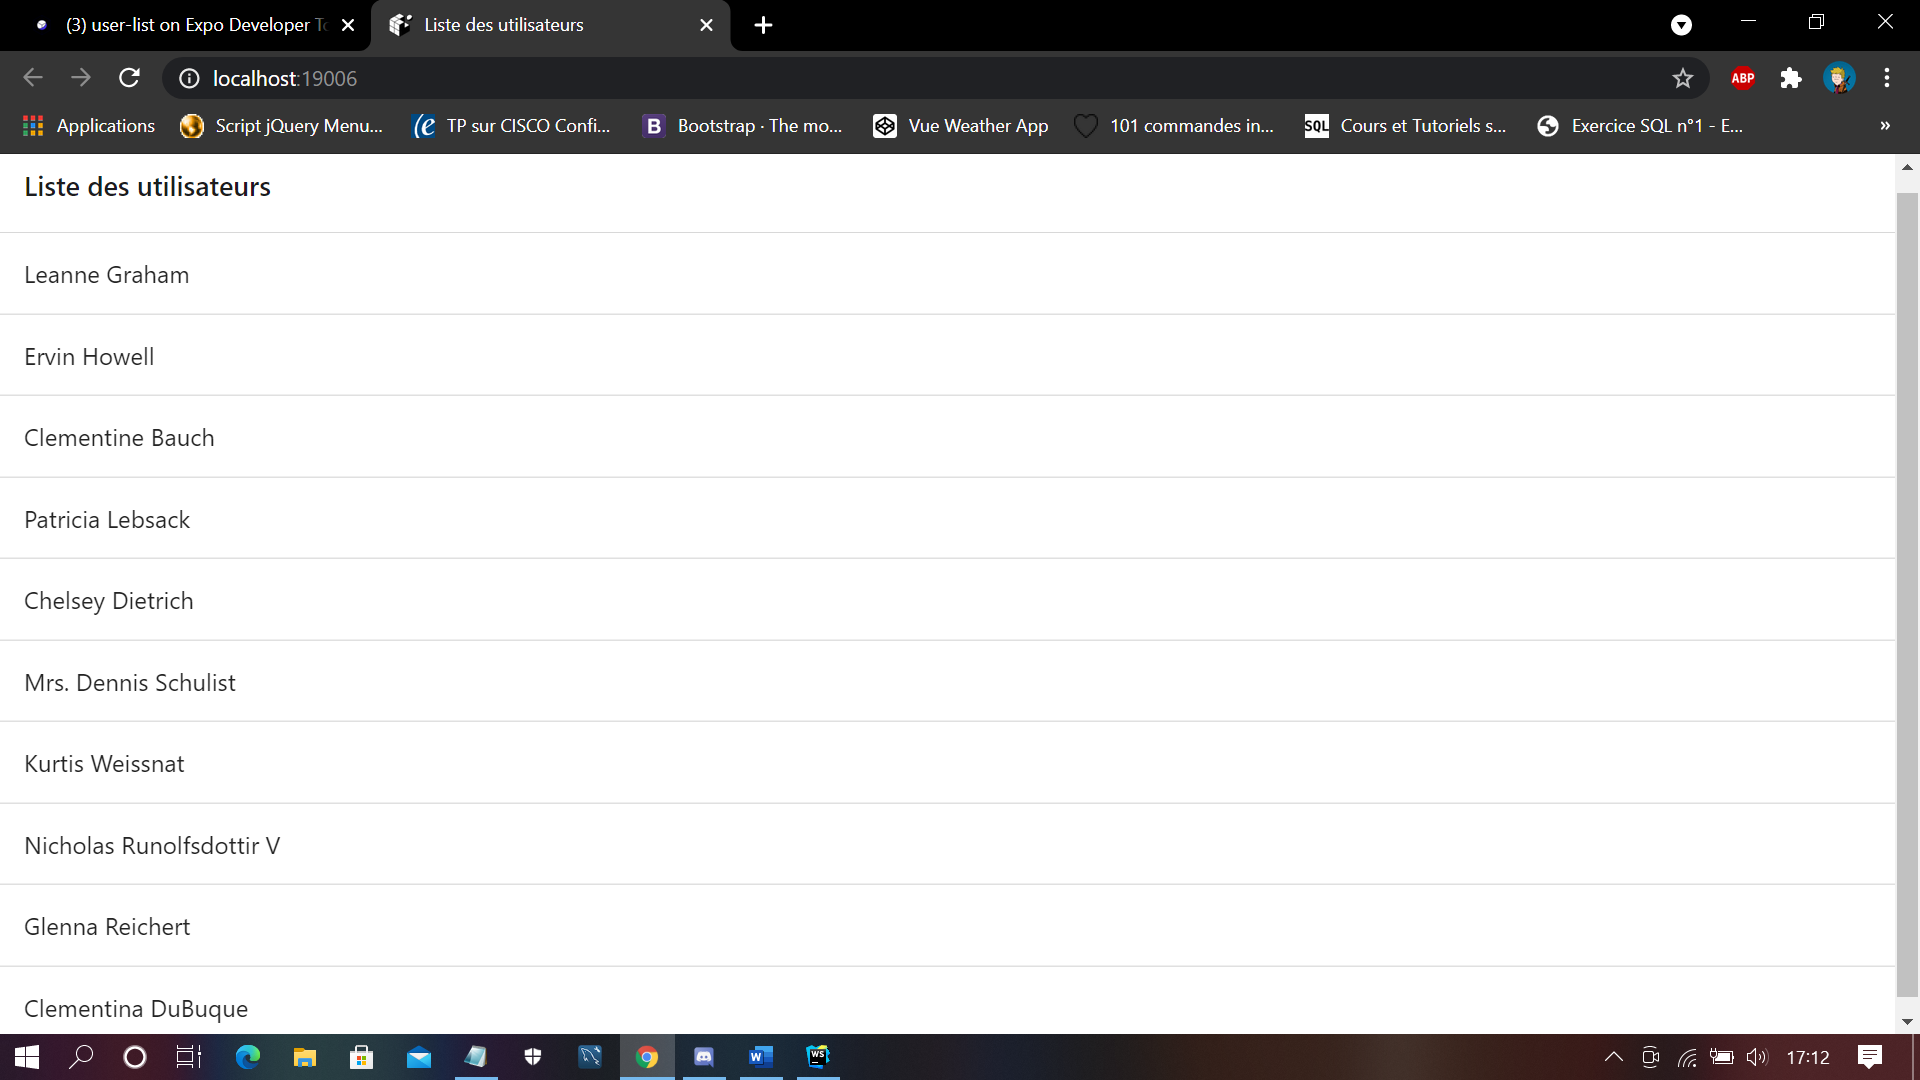 (3) user-list on Expo Developer To
Liste des utilisateurs
localhost:19006
ABP
Applications
Script jQuery Menu...
TP sur CISCO Confi...
B
Bootstrap · The mo...
Vue Weather App
101 commandes in...
SQL
Cours et Tutoriels s...
Exercice SQL n°1 - E...
»
Liste des utilisateurs
Leanne Graham
Ervin Howell
Clementine Bauch
Patricia Lebsack
Chelsey Dietrich
Mrs. Dennis Schulist
Kurtis Weissnat
Nicholas Runolfsdottir V
Glenna Reichert
Clementina DuBuque
W
WS
17:12